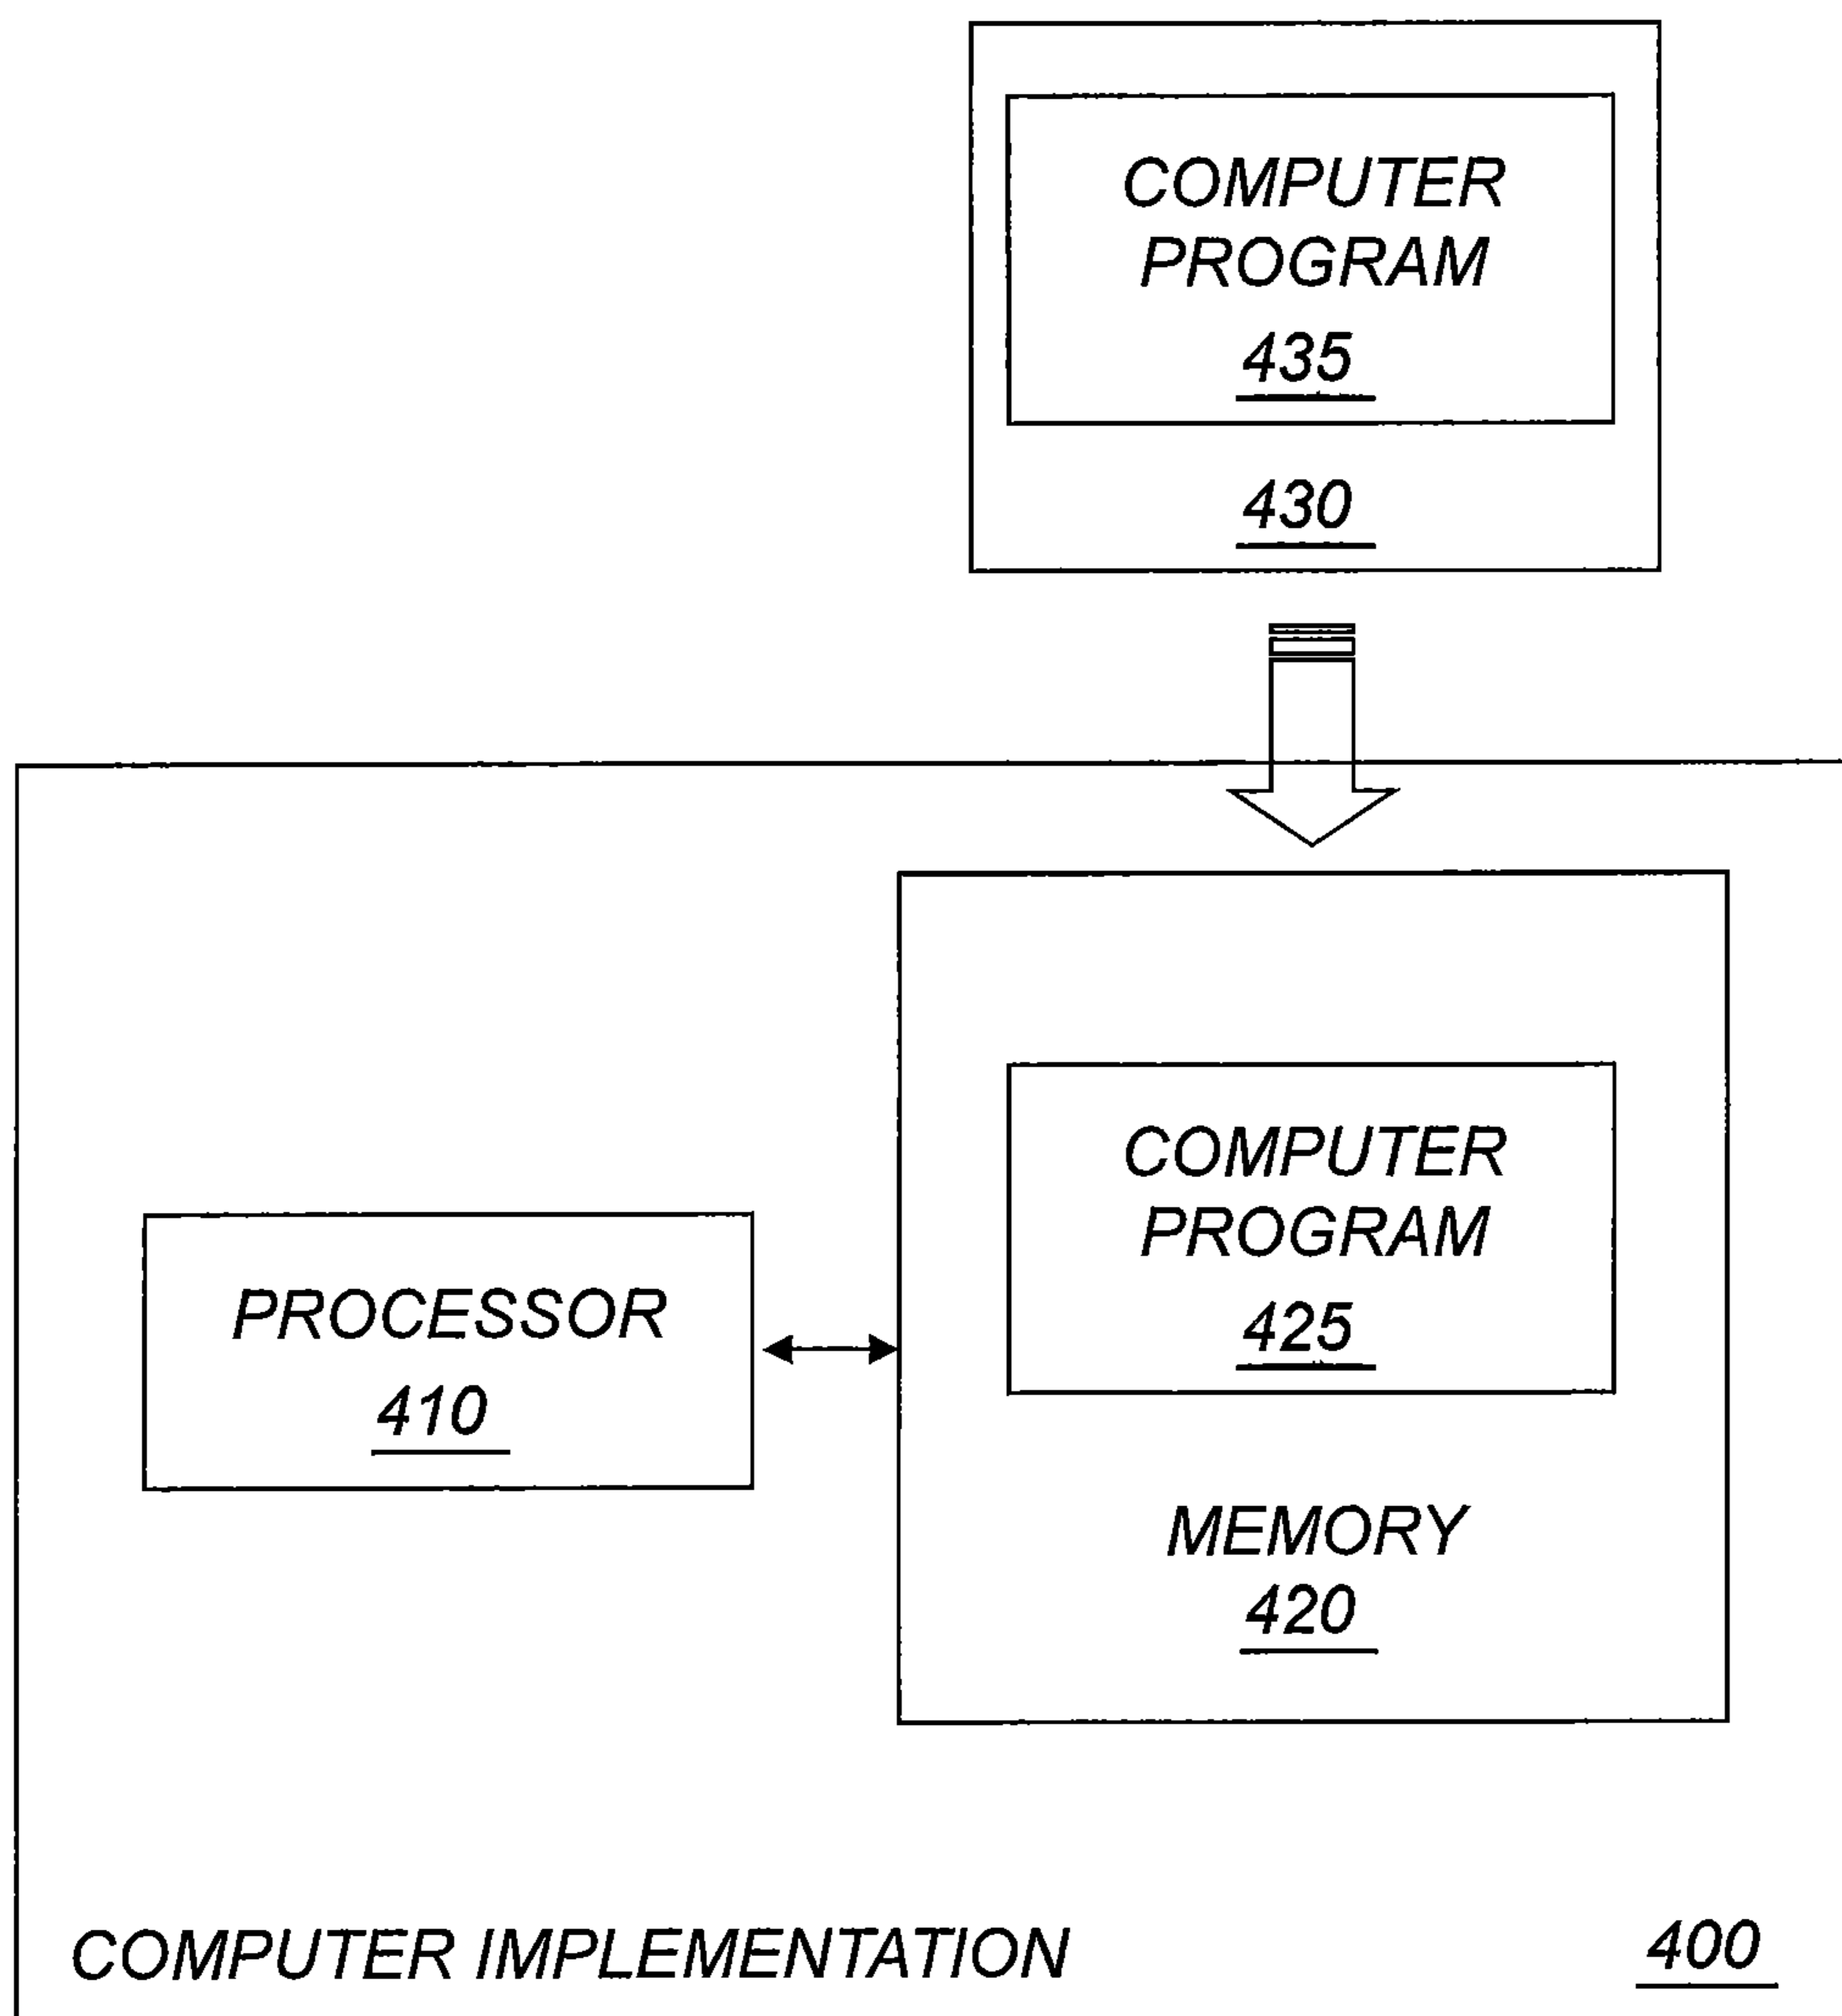 COMPUTER
PROGRAM
435
430
COMPUTER
PROGRAM
425
PROCESSOR
410
MEMORY
420
COMPUTER IMPLEMENTATION
400